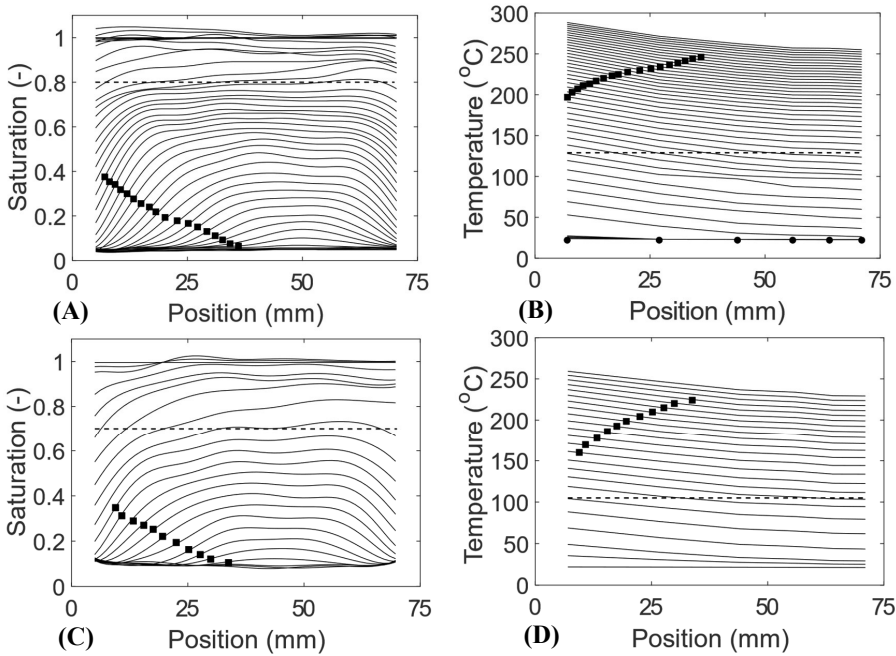 Saturation (-)
1
0.8
0.6
0.4
0.2
0
0 25 50 75
(A) Position (mm)
Temperature (°C)
300
250
200
150
100
50
0
0 25 50 75
(B) Position (mm)
Saturation (-)
1
0.8
0.6
0.4
0.2
0
0 25 50 75
(C) Position (mm)
Temperature (°C)
300
250
200
150
100
50
0
0 25 50 75
(D) Position (mm)